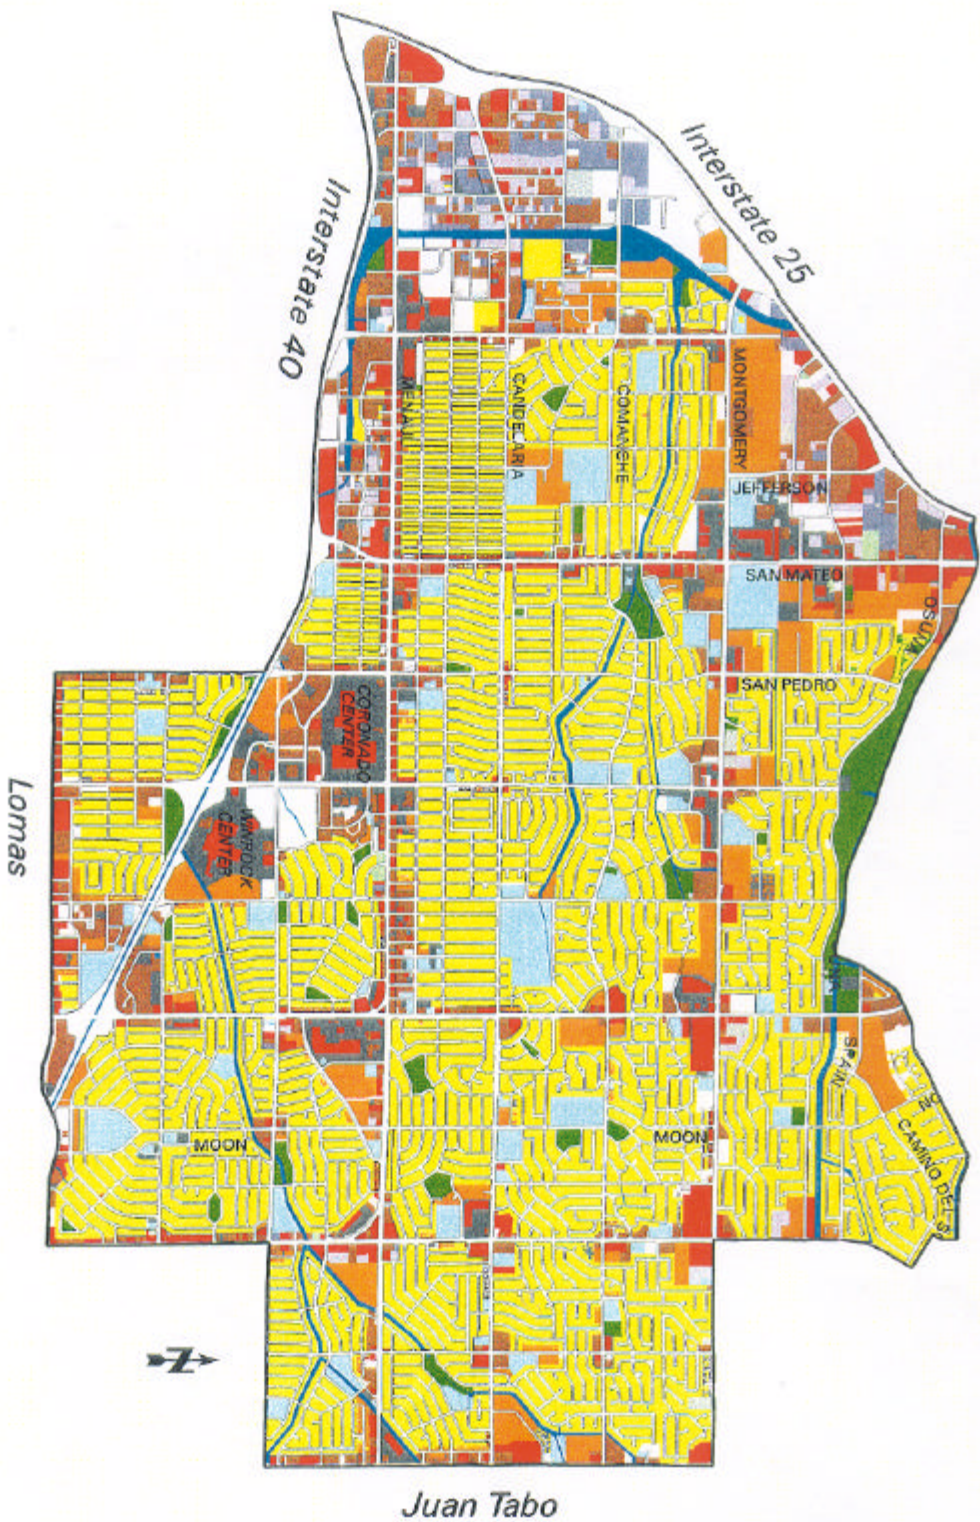 Interstate 25
Interstate 40
MONTGOMERY
MENAUL
CANDELARIA
COMANCHE
JEFFERSON
SAN MATEO
OSUNA
SAN PEDRO
CORONADO
CENTER
WINROCK
CENTER
Lomas
SPAIN
MOON
MOON
CAMINO DEL S
N
Juan Tabo